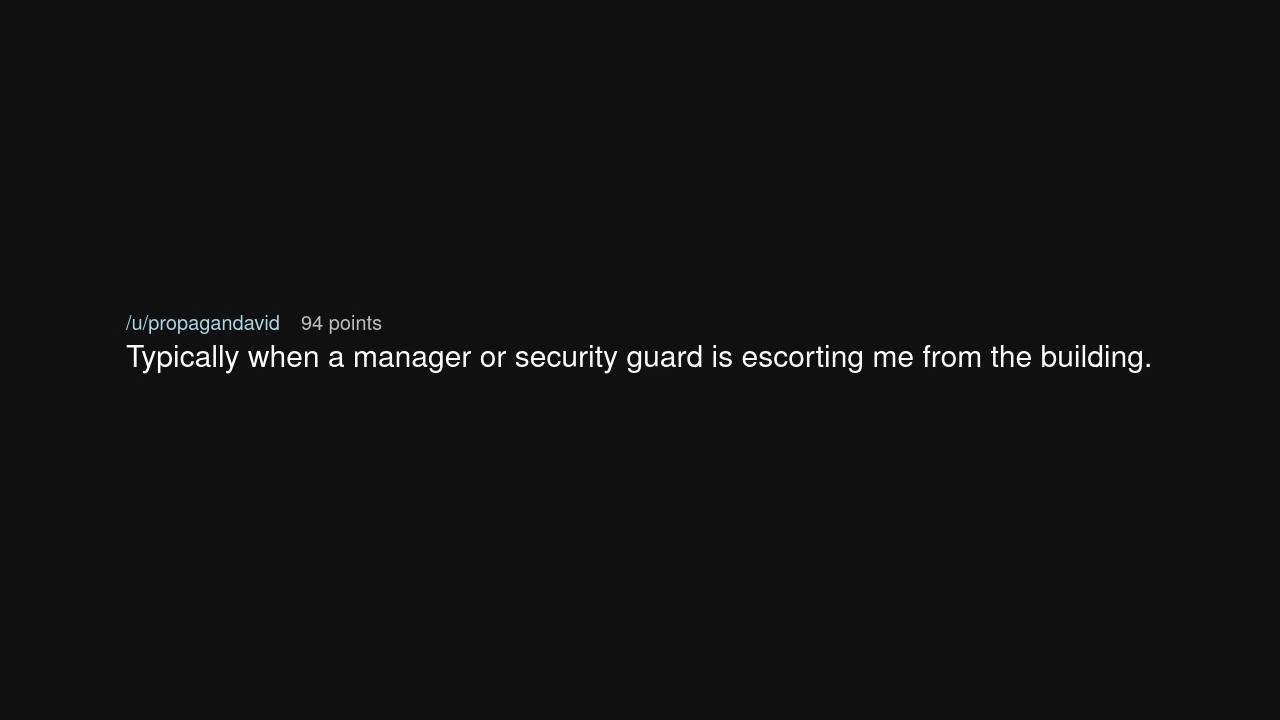 /u/propagandavid 94 points
Typically when a manager or security guard is escorting me from the building.